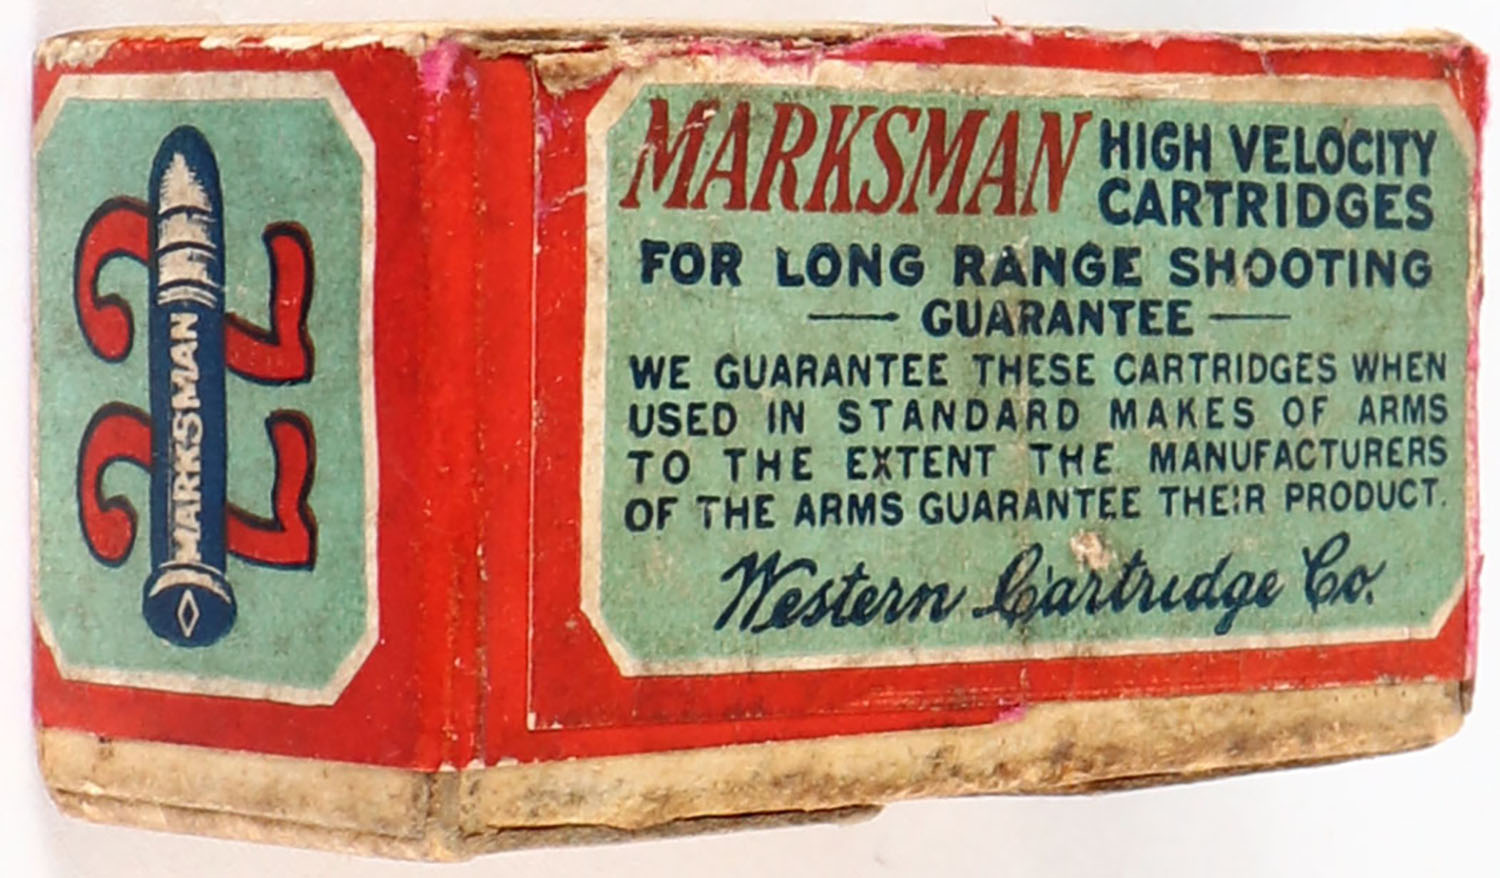 22
MARKSMAN
MARKSMAN HIGH VELOCITY
CARTRIDGES
FOR LONG RANGE SHOOTING
GUARANTEE
WE GUARANTEE THESE CARTRIDGES WHEN
USED IN STANDARD MAKES OF ARMS
TO THE EXTENT THE MANUFACTURERS
OF THE ARMS GUARANTEE THEIR PRODUCT.
Western Cartridge Co.